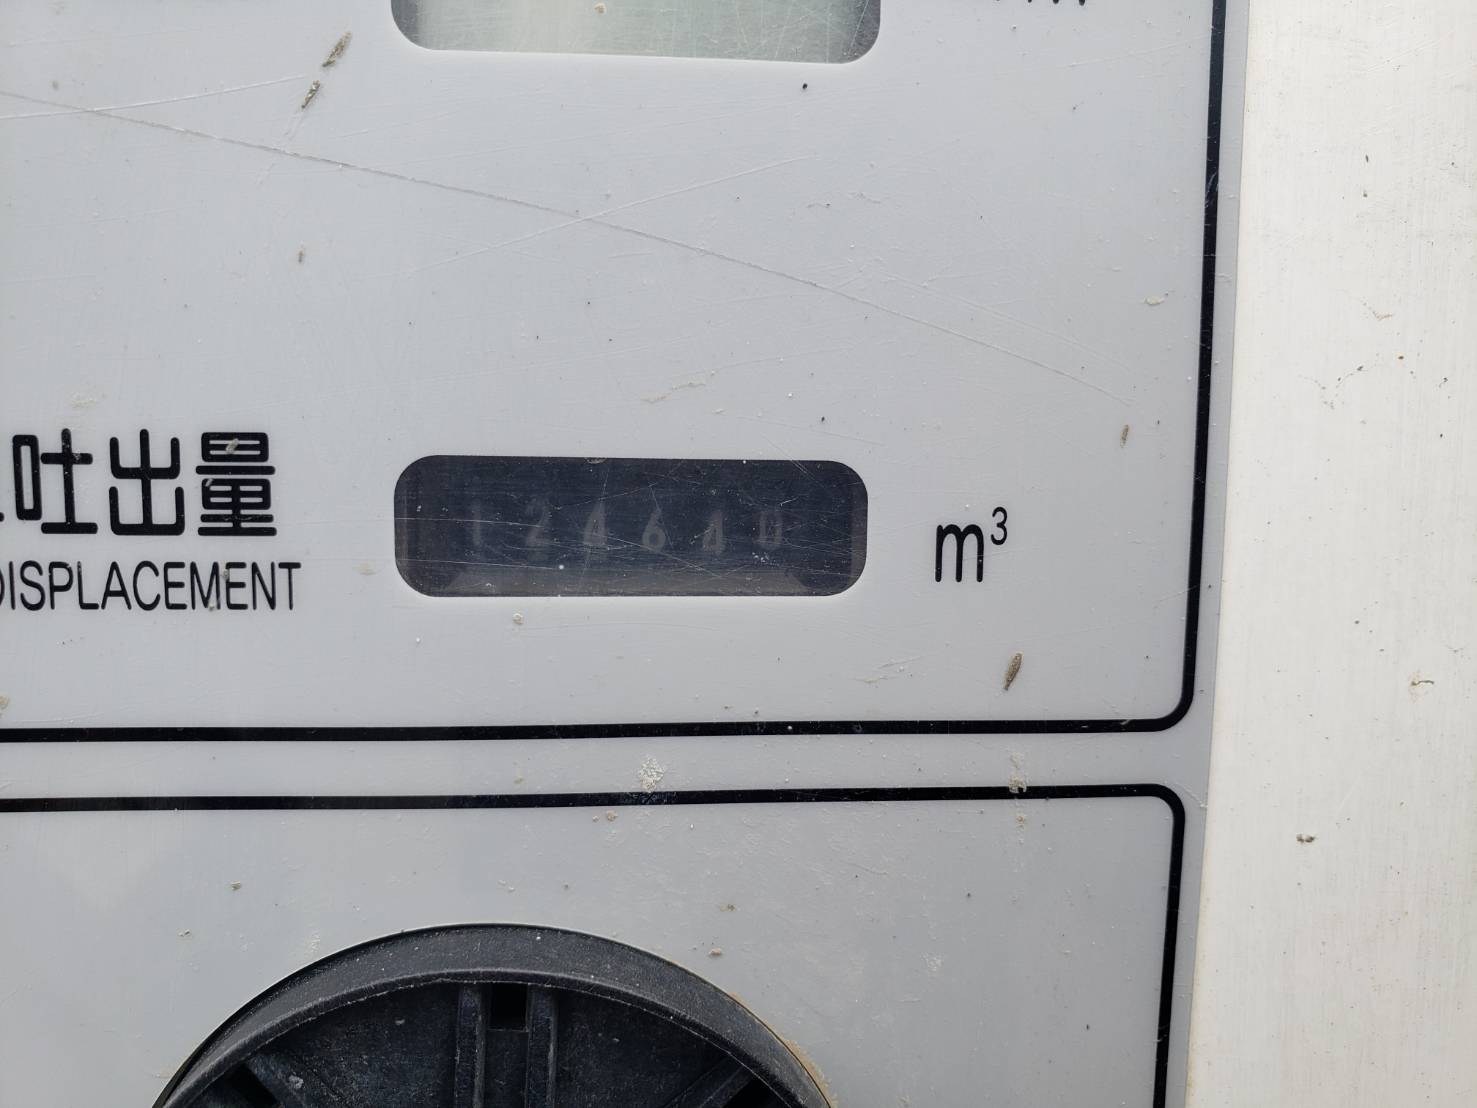 吐出量
DISPLACEMENT
124640
m³